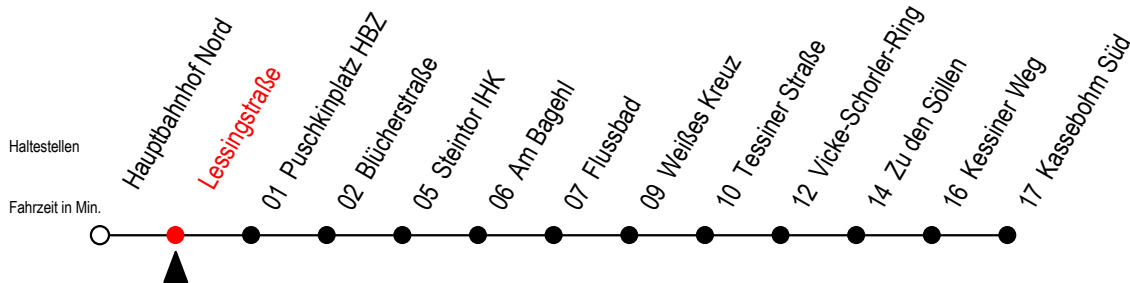 Haltestellen
Fahrzeit in Min.
Hauptbahnhof Nord
Lessingstraße
01 Puschkinplatz HBZ
02 Blücherstraße
05 Steintor IHK
06 Am Bagehl
07 Flussbad
09 Weißes Kreuz
10 Tessiner Straße
12 Vicke-Schorler-Ring
14 Zu den Söllen
16 Kessiner Weg
17 Kassebohm Süd